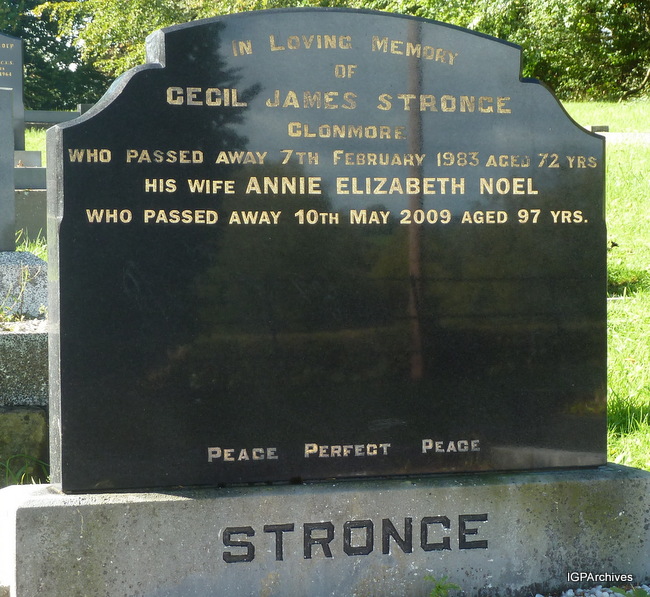 IN LOVING MEMORY
OF
CECIL JAMES STRONGE
CLONMORE
WHO PASSED AWAY 7TH FEBRUARY 1983 AGED 72 YRS
HIS WIFE ANNIE ELIZABETH NOEL
WHO PASSED AWAY 10TH MAY 2009 AGED 97 YRS.
PEACE PERFECT PEACE
STRONGE
IGPArchives